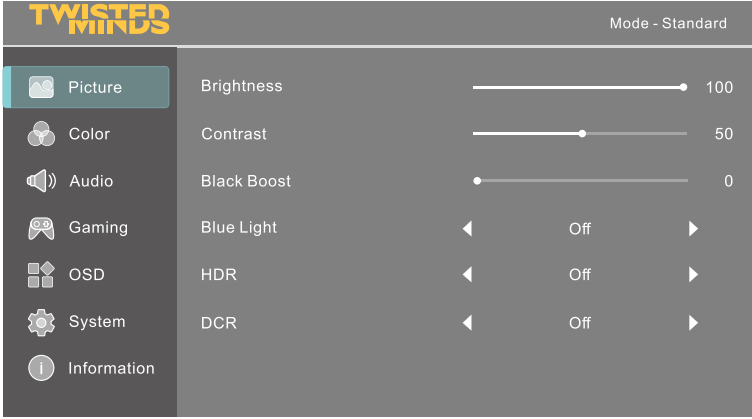 TWISTED
MINDS
Mode - Standard
Picture
Color
Audio
Gaming
OSD
System
Information
Brightness 100
Contrast 50
Black Boost 0
Blue Light Off
HDR Off
DCR Off